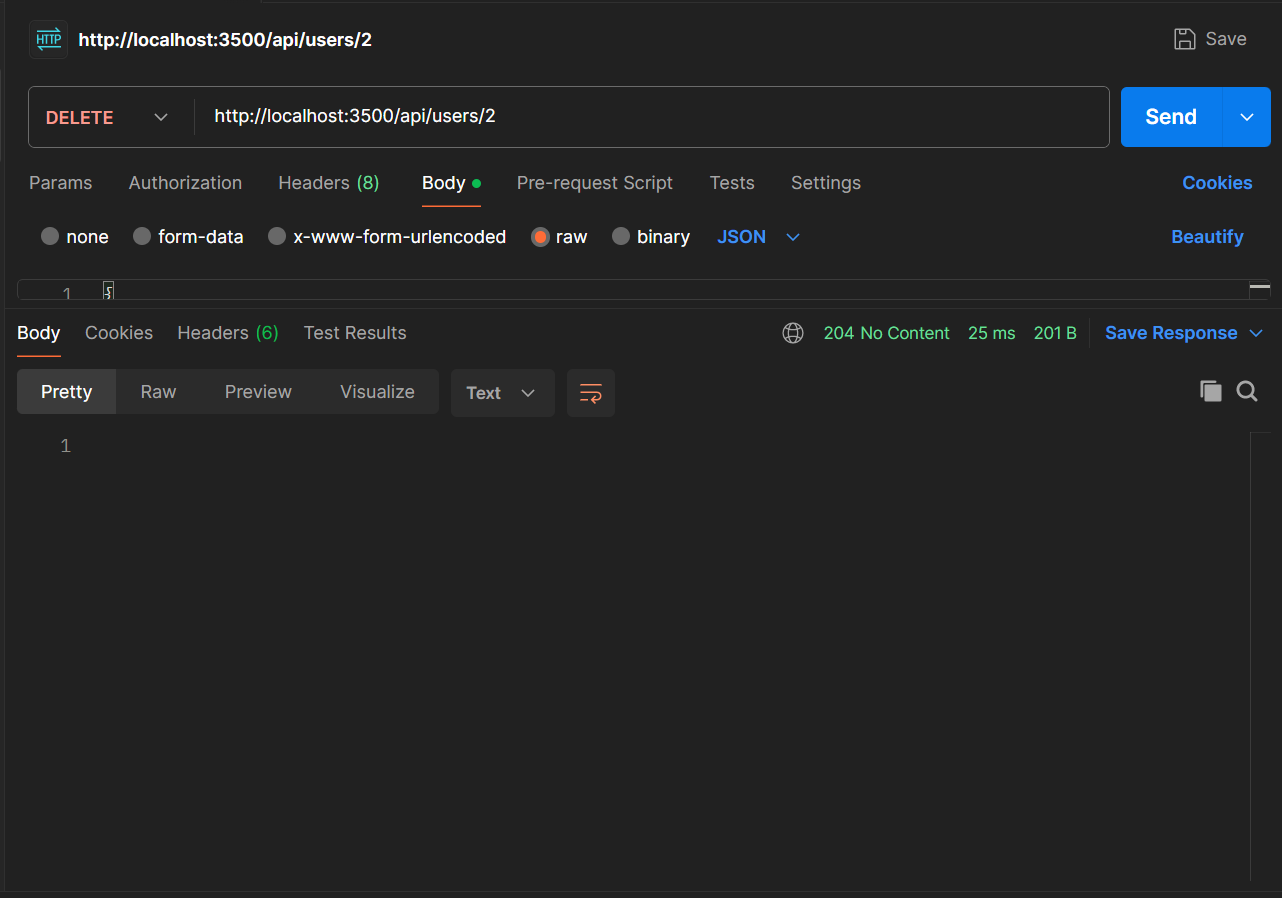 HTTP http://localhost:3500/api/users/2 Save
DELETE http://localhost:3500/api/users/2 Send
Params Authorization Headers (8) Body Pre-request Script Tests Settings Cookies
none form-data x-www-form-urlencoded raw binary JSON Beautify
1 {
Body Cookies Headers (6) Test Results 204 No Content 25 ms 201 B Save Response
Pretty Raw Preview Visualize Text
1